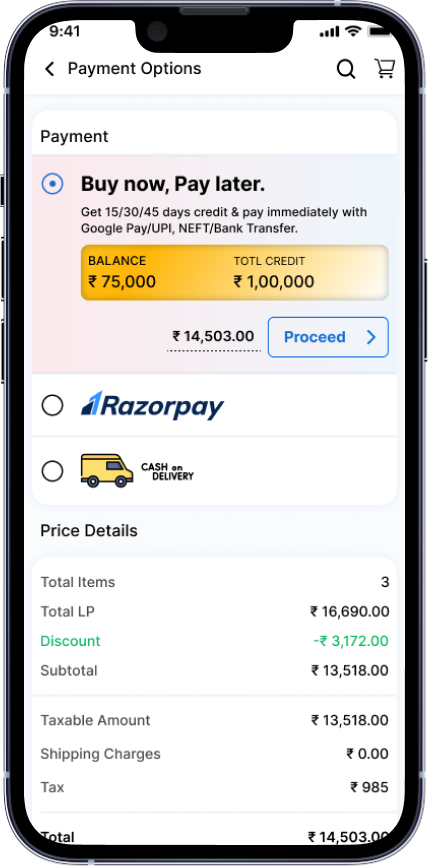 9:41
Payment Options
Payment
Buy now, Pay later.
Get 15/30/45 days credit & pay immediately with
Google Pay/UPI, NEFT/Bank Transfer.
BALANCE TOTL CREDIT
₹ 75,000 ₹ 1,00,000
₹ 14,503.00 Proceed
Razorpay
CASH on
DELIVERY
Price Details
Total Items 3
Total LP ₹ 16,690.00
Discount -₹ 3,172.00
Subtotal ₹ 13,518.00
Taxable Amount ₹ 13,518.00
Shipping Charges ₹ 0.00
Tax ₹ 985
Total ₹ 14,503.00